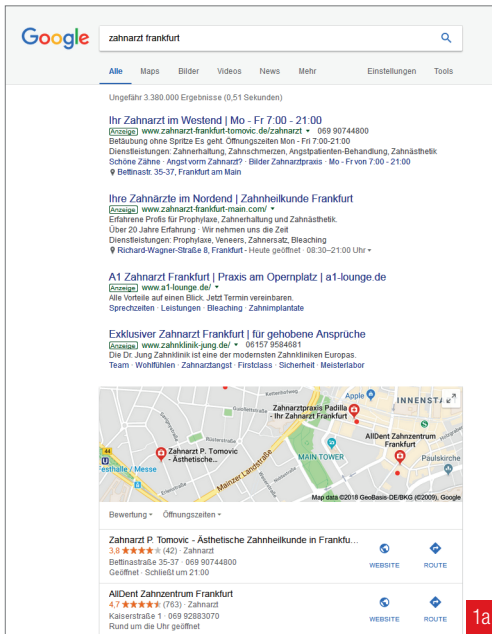 Google
zahnarzt frankfurt
Alle Maps Bilder Videos News Mehr Einstellungen Tools
Ungefähr 3.380.000 Ergebnisse (0,51 Sekunden)
Ihr Zahnarzt im Westend | Mo - Fr 7:00 - 21:00
Anzeige www.zahnarzt-frankfurt-tomovic.de/zahnarzt 069 90744800
Betäubung ohne Spritze Es geht. Öffnungszeiten Mon - Fri 7:00-21:00
Dienstleistungen: Zahnerhaltung, Zahnschmerzen, Angstpatienten-Behandlung, Zahnästhetik
Schöne Zähne · Angst vorm Zahnarzt? · Bilder Zahnarztpraxis · Mo - Fr von 7:00 - 21:00
Bettinastr. 35-37, Frankfurt am Main
Ihre Zahnärzte im Nordend | Zahnheilkunde Frankfurt
Anzeige www.zahnarzt-frankfurt-main.com/
Erfahrene Profis für Prophylaxe, Zahnerhaltung und Zahnästhetik.
Über 20 Jahre Erfahrung · Wir nehmen uns die Zeit
Dienstleistungen: Prophylaxe, Veneers, Zahnersatz, Bleaching
Richard-Wagner-Straße 8, Frankfurt - Heute geöffnet · 08:30–21:00 Uhr
A1 Zahnarzt Frankfurt | Praxis am Opernplatz | a1-lounge.de
Anzeige www.a1-lounge.de/
Alle Vorteile auf einen Blick. Jetzt Termin vereinbaren.
Sprechzeiten · Leistungen · Bleaching · Zahnimplantate
Exklusiver Zahnarzt Frankfurt | für gehobene Ansprüche
Anzeige www.zahnklinik-jung.de/ 06157 9584681
Die Dr. Jung Zahnklinik ist eine der modernsten Zahnkliniken Europas.
Team · Wohlfühlen · Zahnarztangst · Firstclass · Sicherheit · Meisterlabor
Apple
INNENSTA
Zahnarztpraxis Padilla
- Ihr Zahnarzt Frankfurt
Guiollettstraße
Rüsterstraße
AllDent Zahnzentrum
Frankfurt
44
Zahnarzt P. Tomovic
- Ästhetische...
MAIN TOWER
Paulskirche
Festhalle / Messe
Mainzer Landstraße
Map data ©2018 GeoBasis-DE/BKG (©2009), Google
Bewertung Öffnungszeiten
Zahnarzt P. Tomovic - Ästhetische Zahnheilkunde in Frankfu...
3,8 (42) · Zahnarzt
Bettinastraße 35-37 · 069 90744800
Geöffnet · Schließt um 21:00
WEBSITE ROUTE
AllDent Zahnzentrum Frankfurt
4,7 (763) · Zahnarzt
Kaiserstraße 1 · 069 92883070
Rund um die Uhr geöffnet
WEBSITE ROUTE
1a